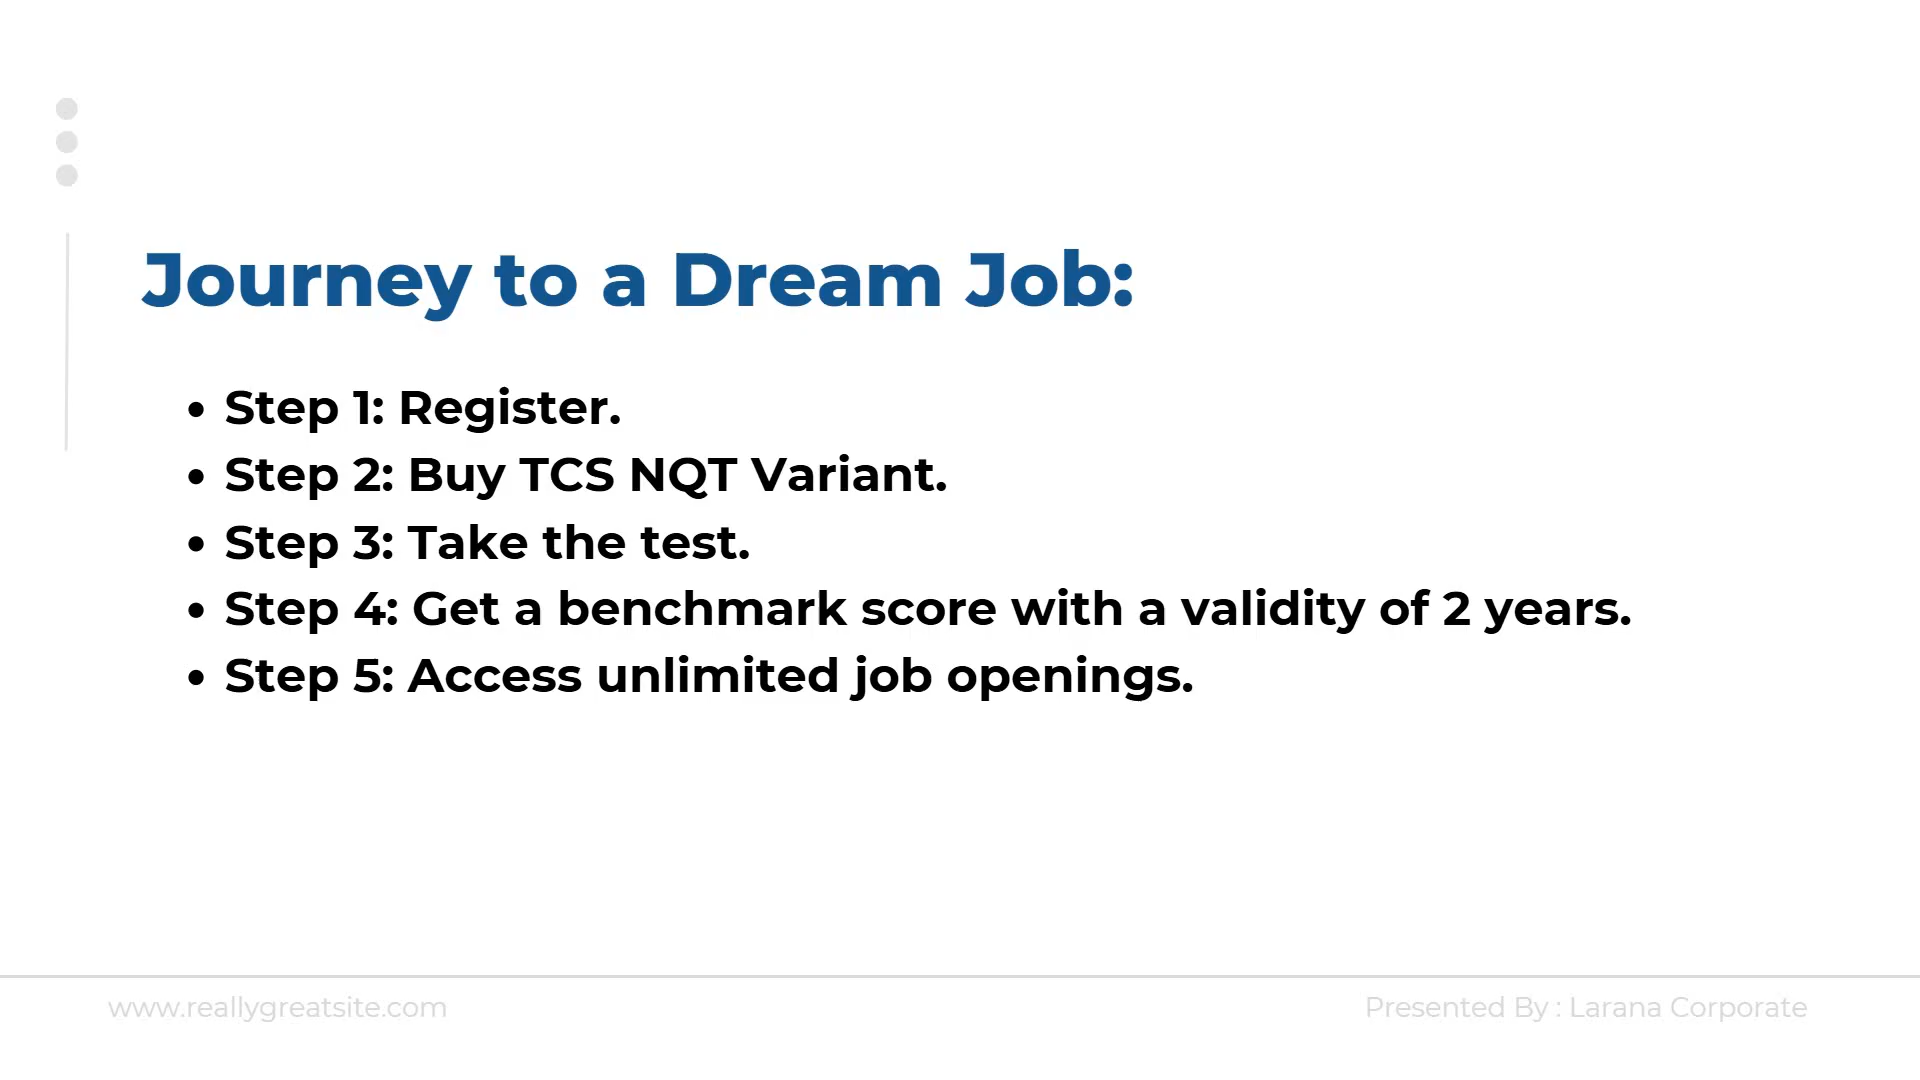 Journey to a Dream Job:
• Step 1: Register.
• Step 2: Buy TCS NQT Variant.
• Step 3: Take the test.
• Step 4: Get a benchmark score with a validity of 2 years.
• Step 5: Access unlimited job openings.
www.reallygreatsite.com
Presented By : Larana Corporate